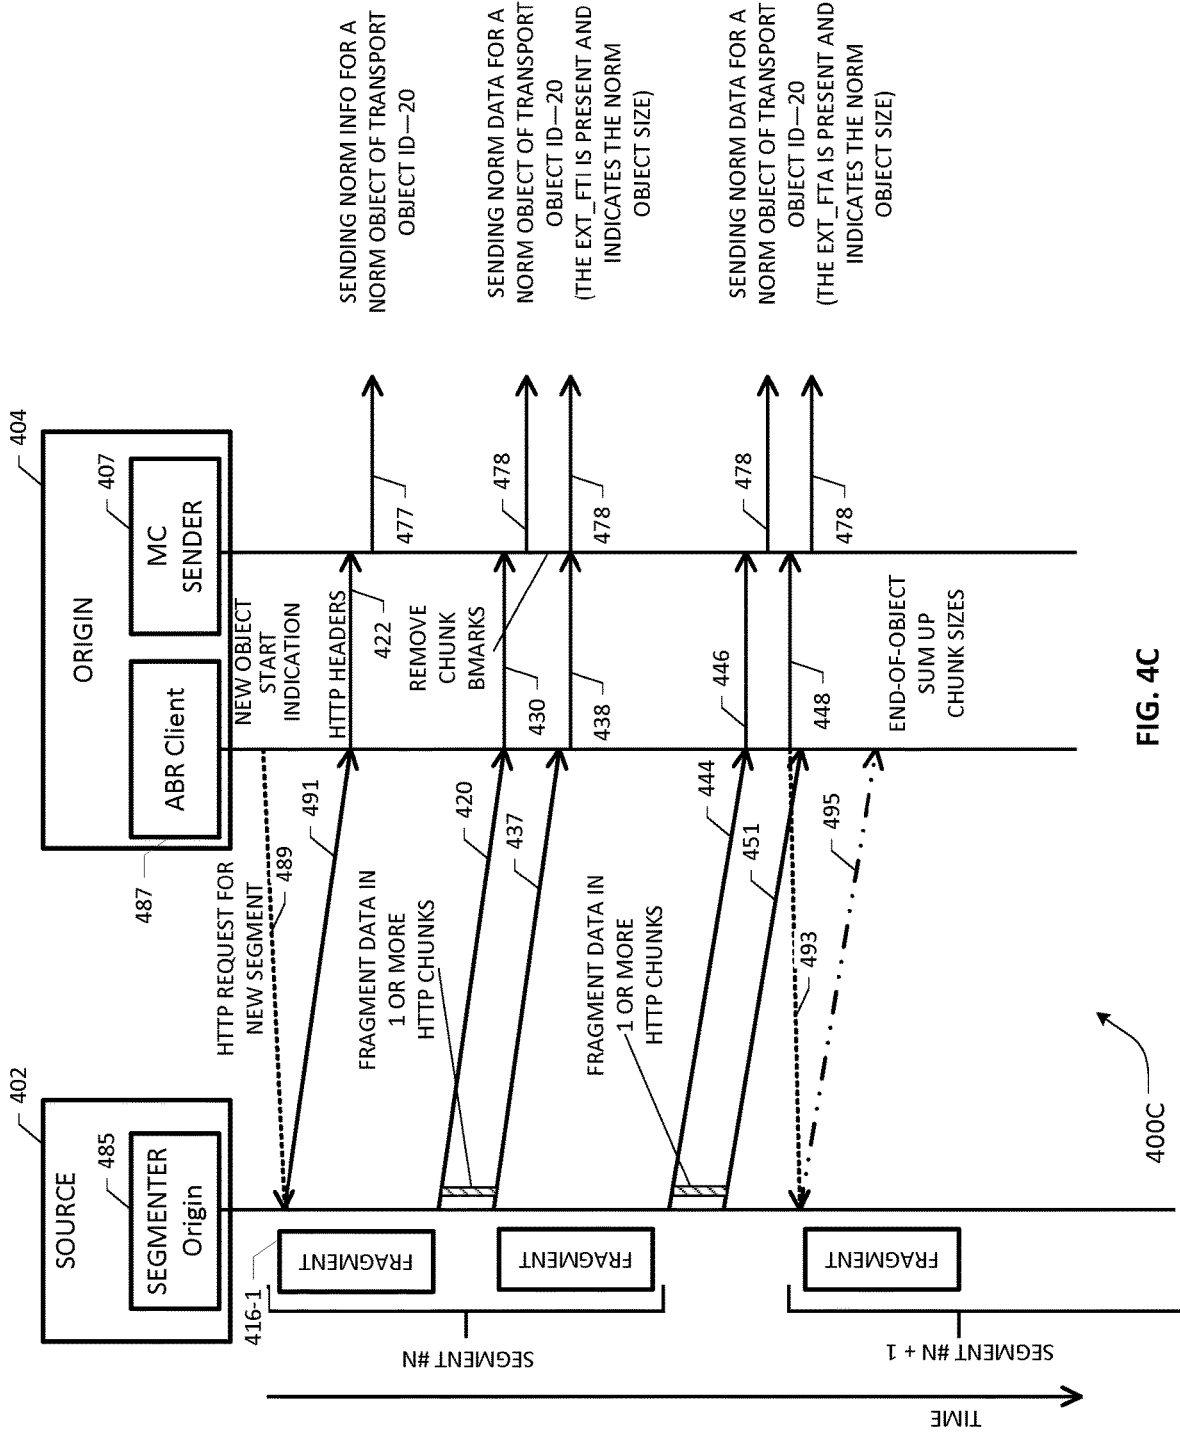 402
SOURCE
485
SEGMENTER
Origin
404
ORIGIN
487
ABR Client
407
MC
SENDER
HTTP REQUEST FOR
NEW SEGMENT
489
NEW OBJECT
START
INDICATION
416-1
FRAGMENT
491
HTTP HEADERS
422
477
SENDING NORM INFO FOR A
NORM OBJECT OF TRANSPORT
OBJECT ID—20
FRAGMENT DATA IN
1 OR MORE
HTTP CHUNKS
420
437
REMOVE
CHUNK
BMARKS
430
438
478
478
SENDING NORM DATA FOR A
NORM OBJECT OF TRANSPORT
OBJECT ID—20
(THE EXT_FTI IS PRESENT AND
INDICATES THE NORM
OBJECT SIZE)
FRAGMENT
SEGMENT #N
FRAGMENT DATA IN
1 OR MORE
HTTP CHUNKS
444
451
446
448
478
478
SENDING NORM DATA FOR A
NORM OBJECT OF TRANSPORT
OBJECT ID—20
(THE EXT_FTA IS PRESENT AND
INDICATES THE NORM
OBJECT SIZE)
493
495
END-OF-OBJECT
SUM UP
CHUNK SIZES
FRAGMENT
SEGMENT #N + 1
TIME
400C
FIG. 4C